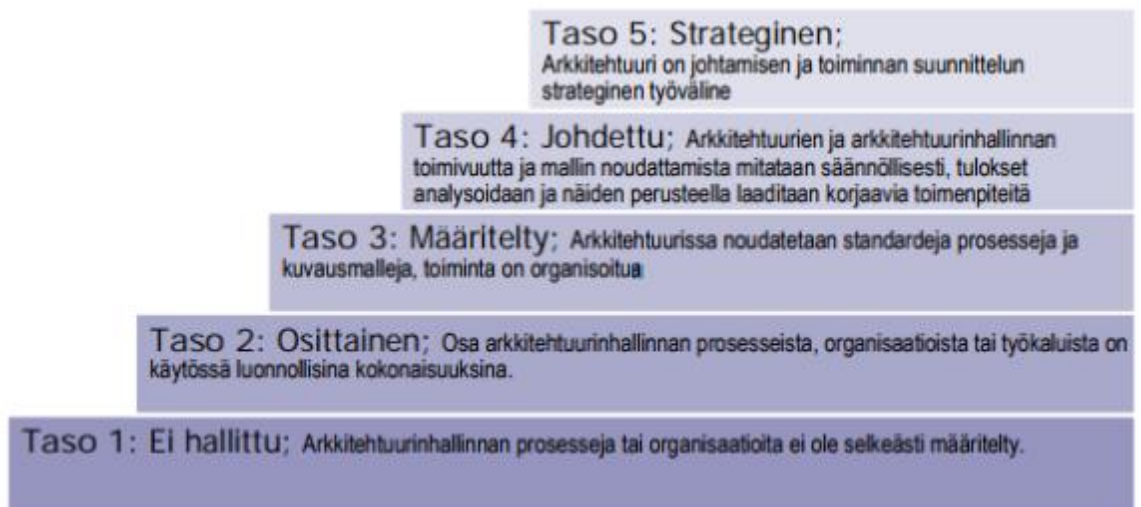 Taso 5: Strateginen;
Arkkitehtuuri on johtamisen ja toiminnan suunnittelun
strateginen työväline
Taso 4: Johdettu; Arkkitehtuurien ja arkkitehtuurinhallinnan
toimivuutta ja mallin noudattamista mitataan säännöllisesti, tulokset
analysoidaan ja näiden perusteella laaditaan korjaavia toimenpiteitä
Taso 3: Määritelty; Arkkitehtuurissa noudatetaan standardeja prosesseja ja
kuvausmalleja, toiminta on organisoitua
Taso 2: Osittainen; Osa arkkitehtuurinhallinnan prosesseista, organisaatioista tai työkaluista on
käytössä luonnollisina kokonaisuuksina.
Taso 1: Ei hallittu; Arkkitehtuurinhallinnan prosesseja tai organisaatioita ei ole selkeästi määritelty.